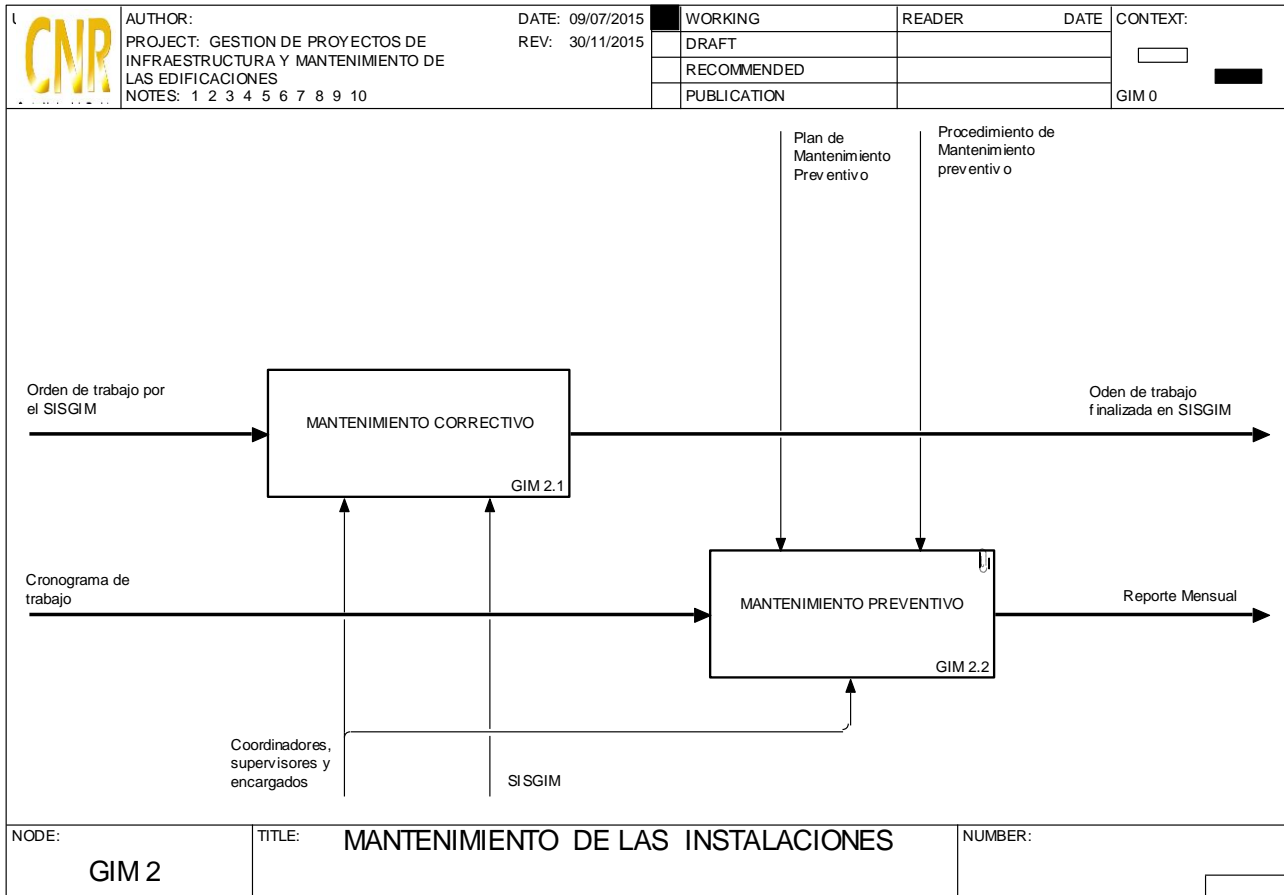 CNR
AUTHOR:
DATE: 09/07/2015
PROJECT: GESTION DE PROYECTOS DE
INFRAESTRUCTURA Y MANTENIMIENTO DE
LAS EDIFICACIONES
REV: 30/11/2015
NOTES: 1 2 3 4 5 6 7 8 9 10
WORKING
DRAFT
RECOMMENDED
PUBLICATION
READER DATE
CONTEXT:
GIM 0
Plan de
Mantenimiento
Preventivo
Procedimiento de
Mantenimiento
preventivo
Orden de trabajo por
el SISGIM
MANTENIMIENTO CORRECTIVO
GIM 2.1
Oden de trabajo
finalizada en SISGIM
Cronograma de
trabajo
MANTENIMIENTO PREVENTIVO
GIM 2.2
Reporte Mensual
Coordinadores,
supervisores y
encargados
SISGIM
NODE:
GIM 2
TITLE:
MANTENIMIENTO DE LAS INSTALACIONES
NUMBER: